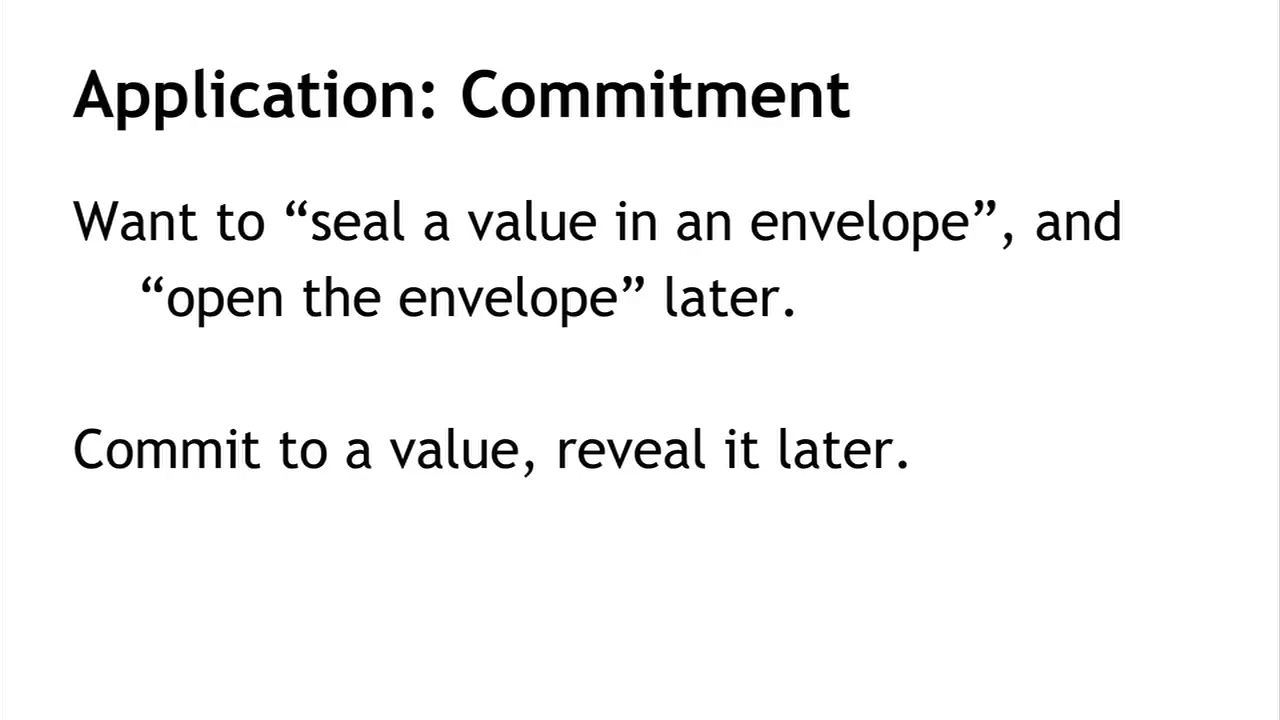 Application: Commitment
Want to “seal a value in an envelope”, and
“open the envelope” later.
Commit to a value, reveal it later.